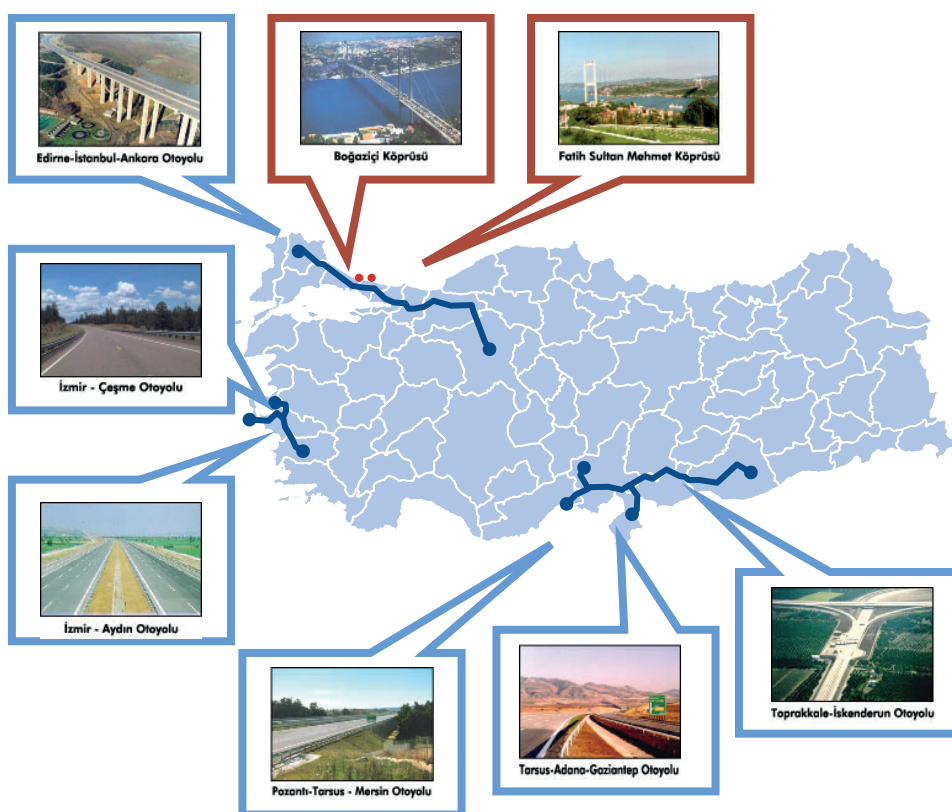 Edirne-İstanbul-Ankara Otoyolu
Boğaziçi Köprüsü
Fatih Sultan Mehmet Köprüsü
İzmir - Çeşme Otoyolu
İzmir - Aydın Otoyolu
Pozantı-Tarsus - Mersin Otoyolu
Tarsus-Adana-Gaziantep Otoyolu
Toprakkale-İskenderun Otoyolu